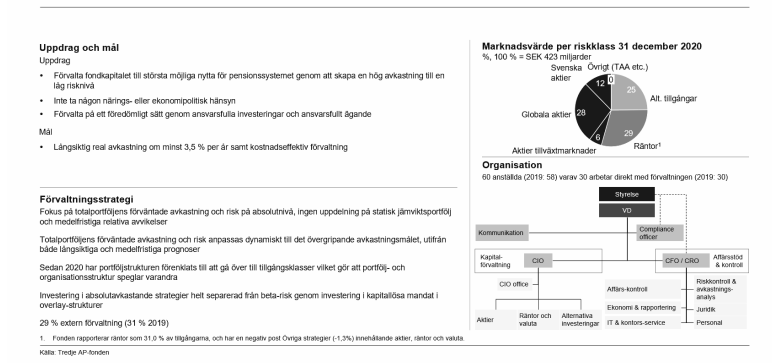 Uppdrag och mål
Uppdrag
• Förvalta fondkapitalet till största möjliga nytta för pensionssystemet genom att skapa en hög avkastning till en
låg risknivå
• Inte ta någon närings- eller ekonomipolitisk hänsyn
• Förvalta på ett föredömligt sätt genom ansvarsfulla investeringar och ansvarsfullt ägande
Mål
• Långsiktig real avkastning om minst 3,5 % per år samt kostnadseffektiv förvaltning
Förvaltningsstrategi
Fokus på totalportföljens förväntade avkastning och risk på absolutnivå, ingen uppdelning på statisk jämviktsportfölj
och medelfristiga relativa avvikelser
Totalportföljens förväntade avkastning och risk anpassas dynamiskt till det övergripande avkastningsmålet, utifrån
både långsiktiga och medelfristiga prognoser
Sedan 2020 har portföljstrukturen förenklats till att gå över till tillgångsklasser vilket gör att portfölj- och
organisationsstruktur speglar varandra
Investering i absolutavkastande strategier helt separerad från beta-risk genom investering i kapitallösa mandat i
overlay-strukturer
29 % extern förvaltning (31 % 2019)
Marknadsvärde per riskklass 31 december 2020
%, 100 % = SEK 423 miljarder
Svenska
aktier
Övrigt (TAA etc.)
12
0
25
Alt. tillgångar
Globala aktier
28
29
6
Räntor¹
Aktier tillväxtmarknader
Organisation
60 anställda (2019: 58) varav 30 arbetar direkt med förvaltningen (2019: 30)
Styrelse
VD
Kommunikation
Compliance
officer
Kapital-
förvaltning
CIO
CFO / CRO
Affärsstöd
& kontroll
CIO office
Aktier
Räntor och
valuta
Alternativa
investeringar
Affärs-kontroll
Riskkontroll &
avkastnings-
analys
Ekonomi & rapportering
Juridik
IT & kontors-service
Personal
1. Fonden rapporterar räntor som 31,0 % av tillgångarna, och har en negativ post Övriga strategier (-1,3%) innehållande aktier, räntor och valuta.
Källa: Tredje AP-fonden